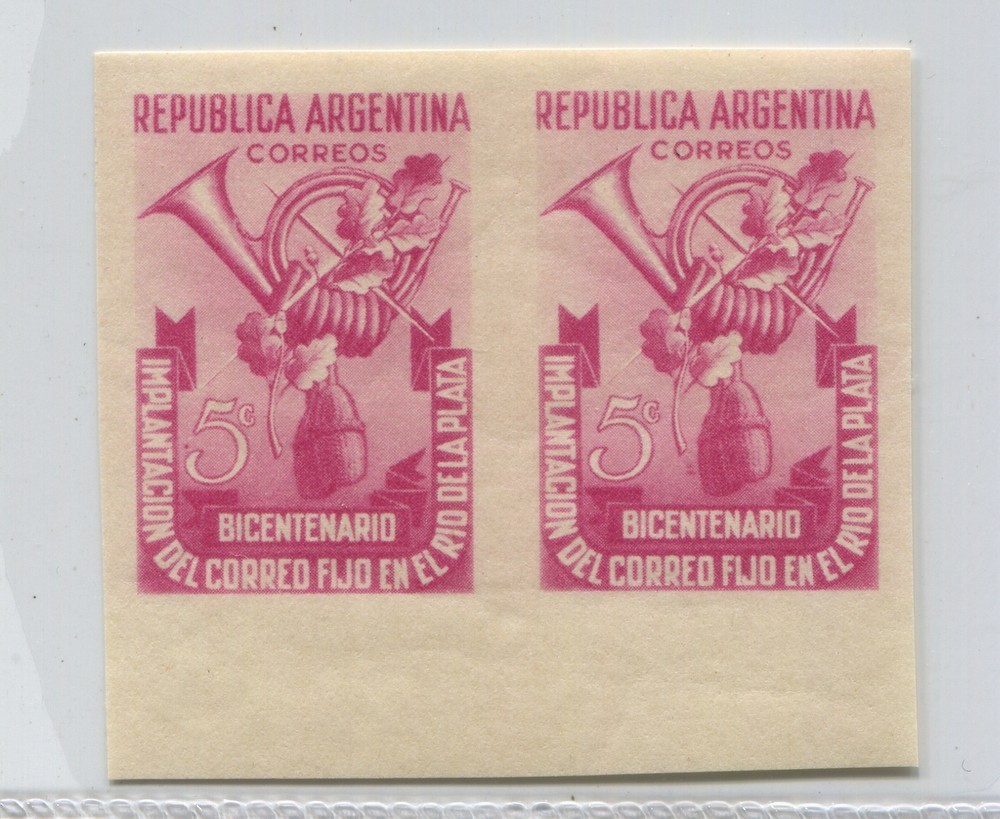 REPUBLICA ARGENTINA
CORREOS
5c
BICENTENARIO
IMPLANTACION DEL CORREO FIJO EN EL RIO DE LA PLATA
REPUBLICA ARGENTINA
CORREOS
5c
BICENTENARIO
IMPLANTACION DEL CORREO FIJO EN EL RIO DE LA PLATA